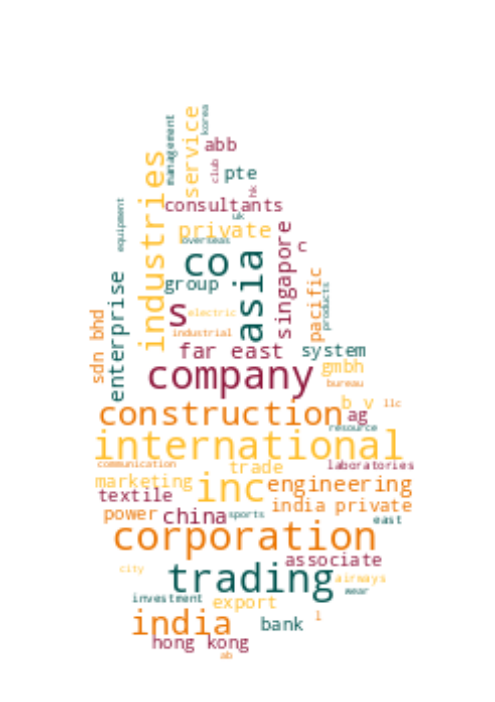 korea
management
service
abb
club
pte
hk
industries
consultants
equipment
uk
private
overseas
singapore
c
co
asia
group
enterprise
pacific
products
s
electric
industrial
sdn bhd
far east
system
company
gmbh
bureau
construction
b v
llc
ag
resource
international
communication
trade
laboratories
marketing
inc
engineering
textile
india private
power
china
sports
east
corporation
associate
city
trading
airways
wear
investment
export
india
bank
l
hong kong
ab